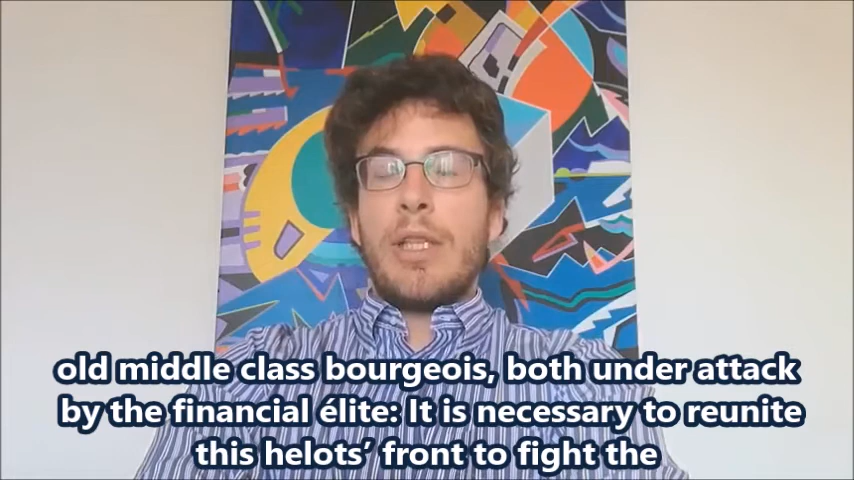 old middle class bourgeois, both under attack
by the financial élite: It is necessary to reunite
this helots’ front to fight the